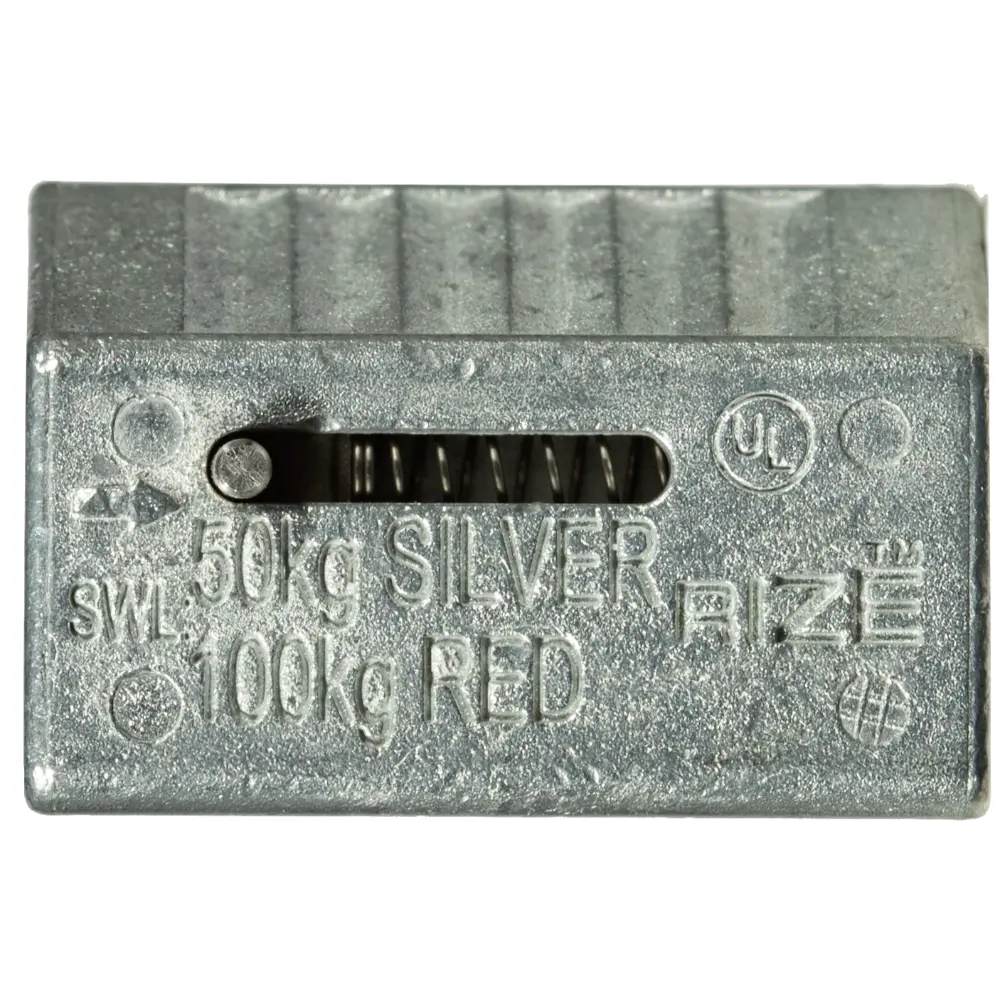 UL
50kg SILVER
SWL:
100kg RED
RIZE™